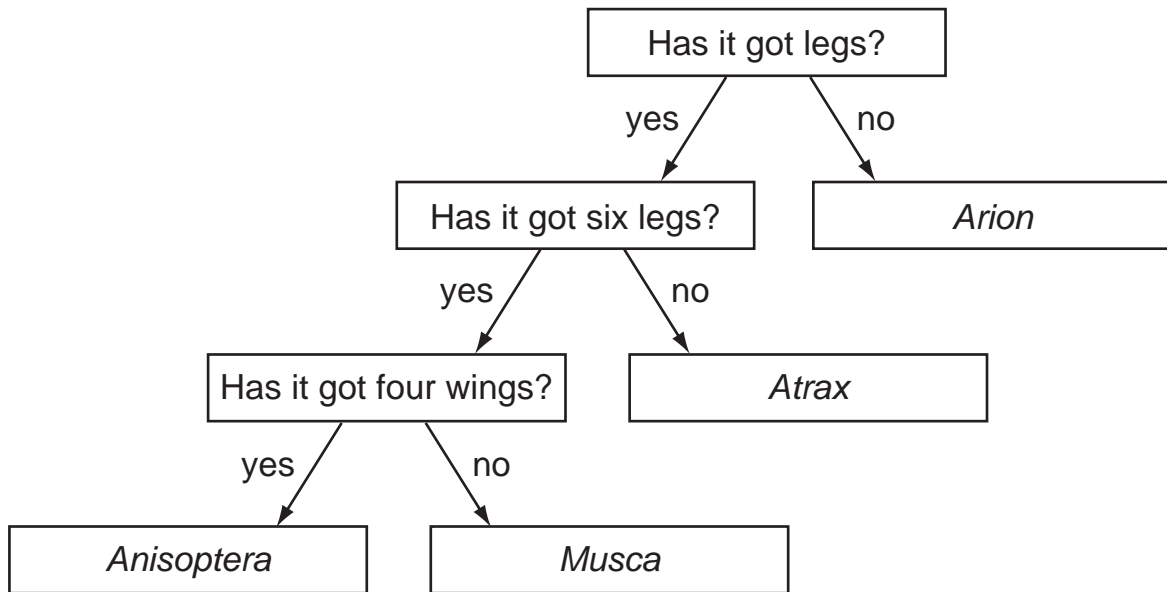 Has it got legs?
yes
no
Has it got six legs?
Arion
yes
no
Has it got four wings?
Atrax
yes
no
Anisoptera
Musca